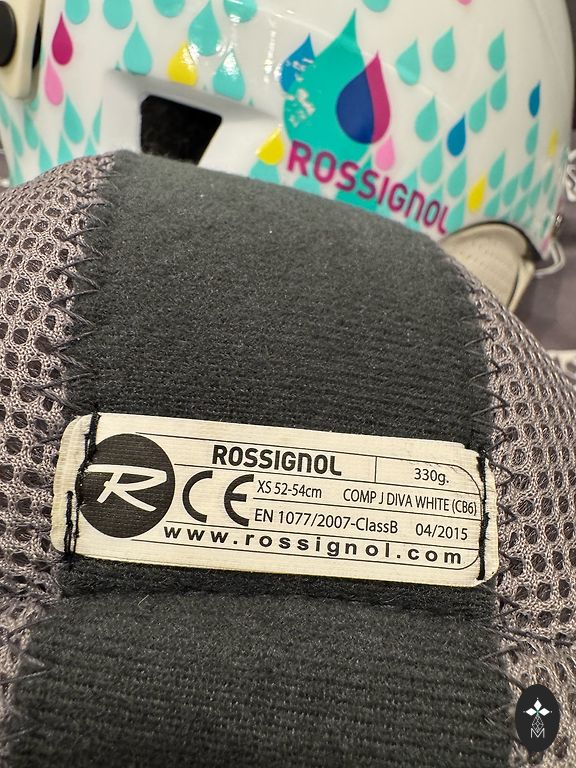 ROSSIGNOL
ROSSIGNOL 330g.
R
CE XS 52-54cm COMP J DIVA WHITE (CB6)
EN 1077/2007-ClassB 04/2015
www.rossignol.com
M